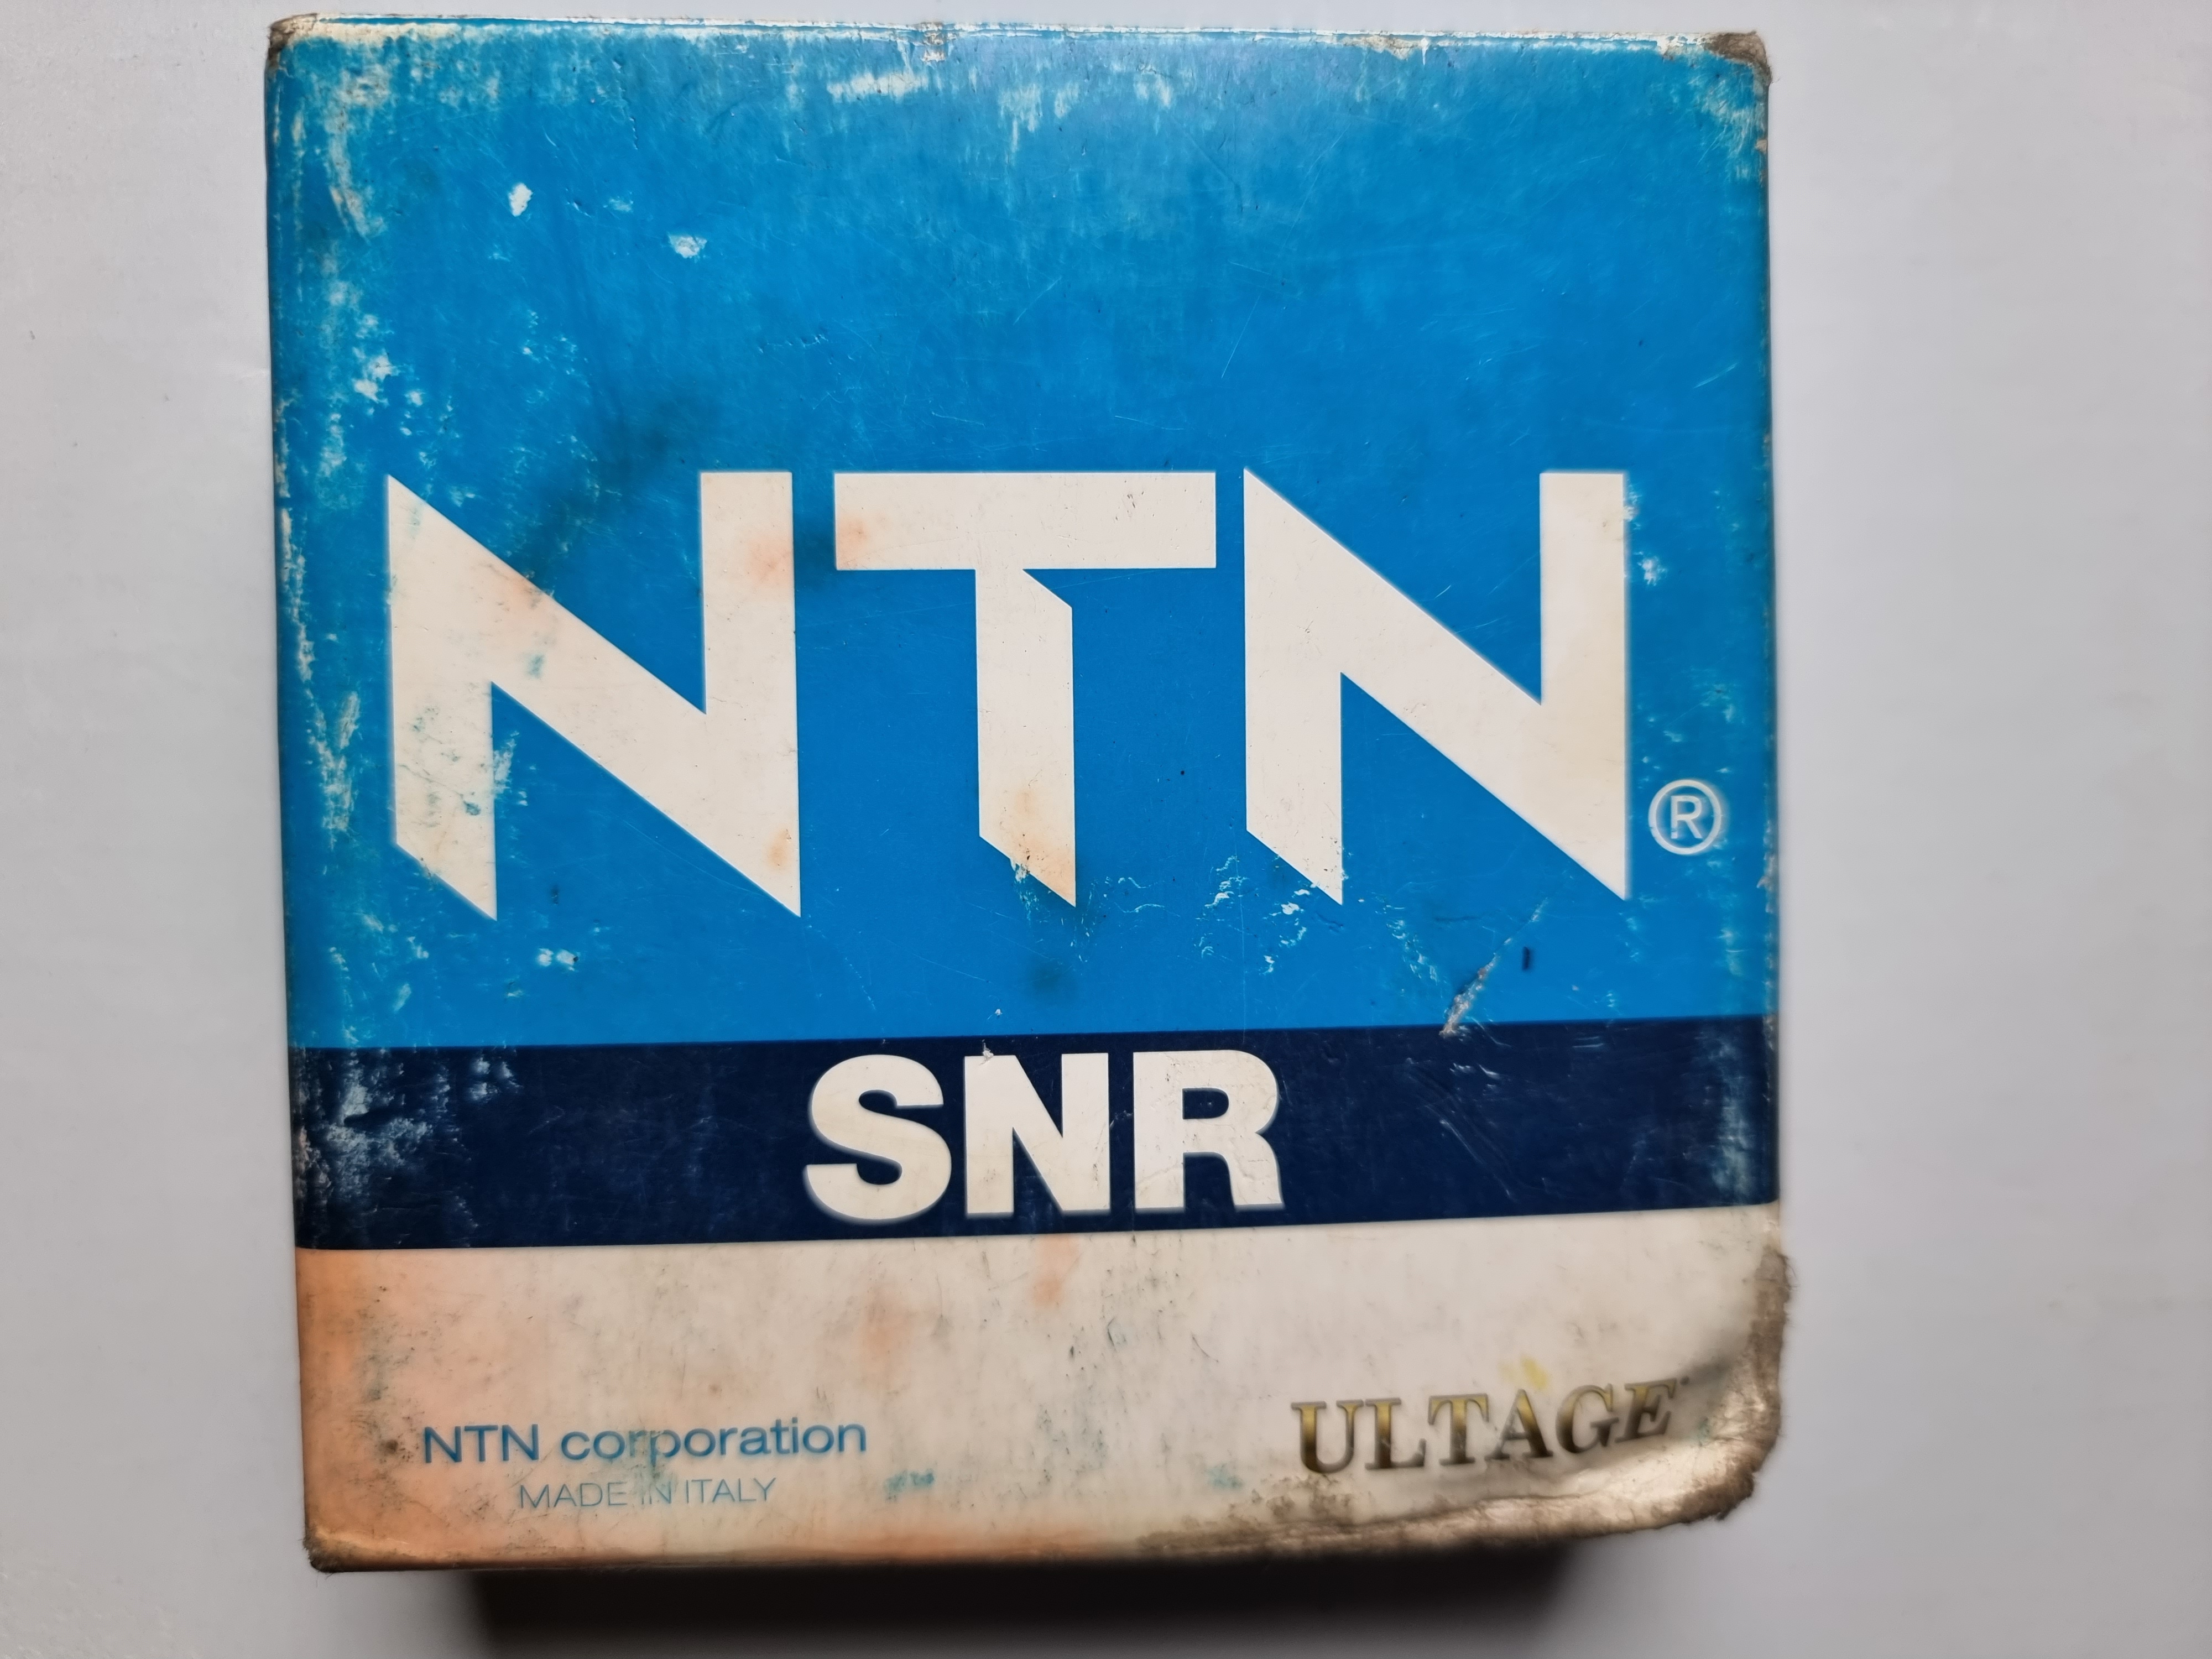 NTN®
SNR
NTN corporation
MADE IN ITALY
ULTAGE